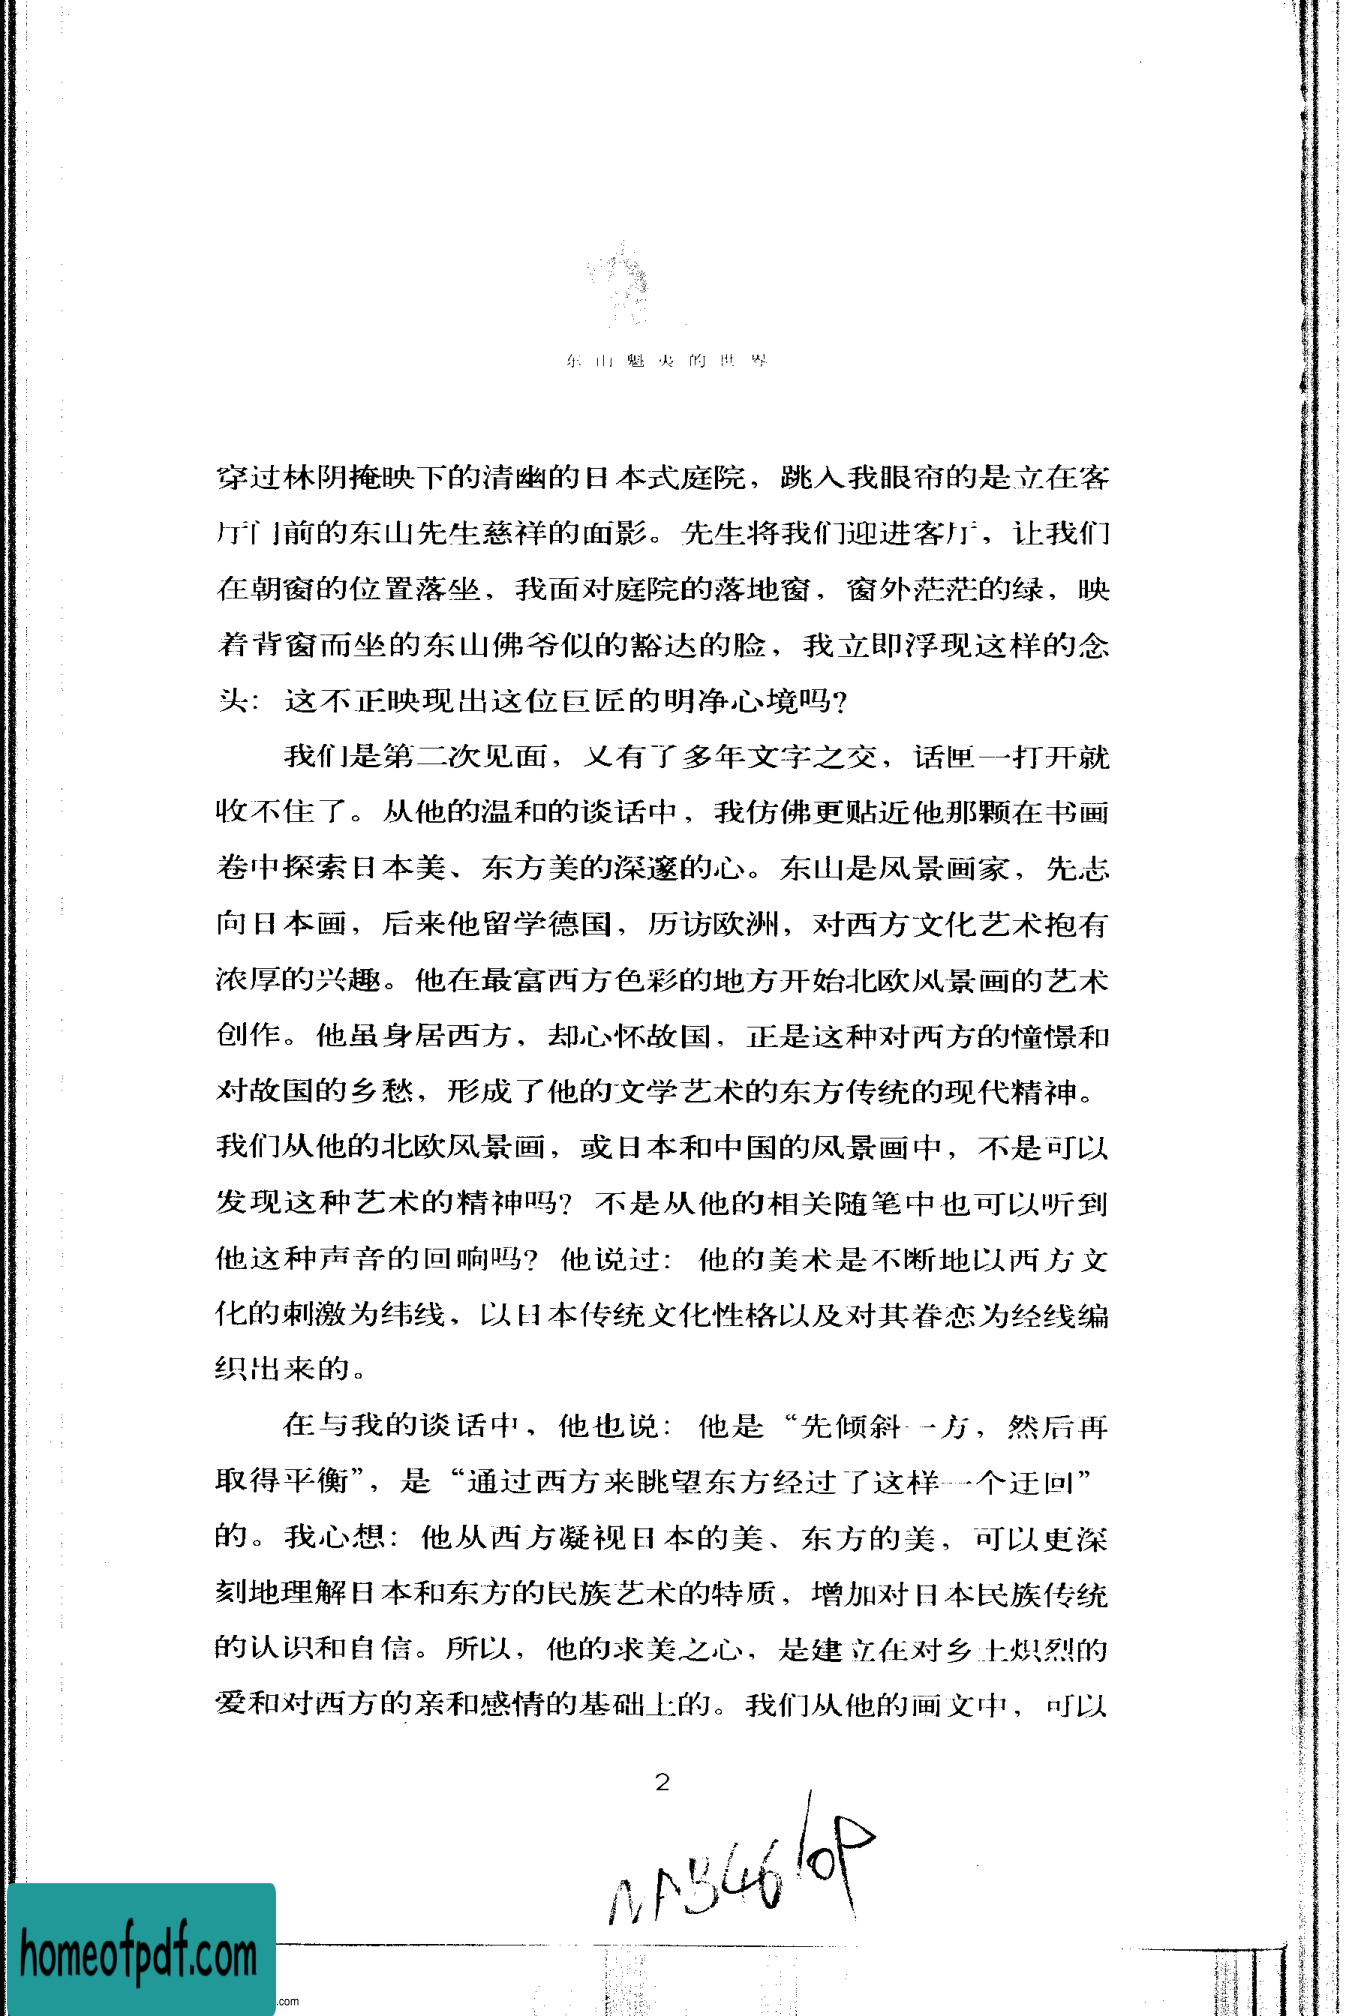 东山魁夷的世界
穿过林阴掩映下的清幽的日本式庭院，跳入我眼帘的是立在客
厅门前的东山先生慈祥的面影。先生将我们迎进客厅，让我们
在朝窗的位置落坐，我面对庭院的落地窗，窗外茫茫的绿，映
着背窗而坐的东山佛爷似的豁达的脸，我立即浮现这样的念
头：这不正映现出这位巨匠的明净心境吗？
我们是第二次见面，又有了多年文字之交，话匣一打开就
收不住了。从他的温和的谈话中，我仿佛更贴近他那颗在书画
卷中探索日本美、东方美的深邃的心。东山是风景画家，先志
向日本画，后来他留学德国，历访欧洲，对西方文化艺术抱有
浓厚的兴趣。他在最富西方色彩的地方开始北欧风景画的艺术
创作。他虽身居西方，却心怀故国，正是这种对西方的憧憬和
对故国的乡愁，形成了他的文学艺术的东方传统的现代精神。
我们从他的北欧风景画，或日本和中国的风景画中，不是可以
发现这种艺术的精神吗？不是从他的相关随笔中也可以听到
他这种声音的回响吗？他说过：他的美术是不断地以西方文
化的刺激为纬线，以日本传统文化性格以及对其眷恋为经线编
织出来的。
在与我的谈话中，他也说：他是“先倾斜一方，然后再
取得平衡”，是“通过西方来眺望东方经过了这样一个迂回”
的。我心想：他从西方凝视日本的美、东方的美，可以更深
刻地理解日本和东方的民族艺术的特质，增加对日本民族传统
的认识和自信。所以，他的求美之心，是建立在对乡土炽烈的
爱和对西方的亲和感情的基础上的。我们从他的画文中，可以
2
homeofpdf.com
.com